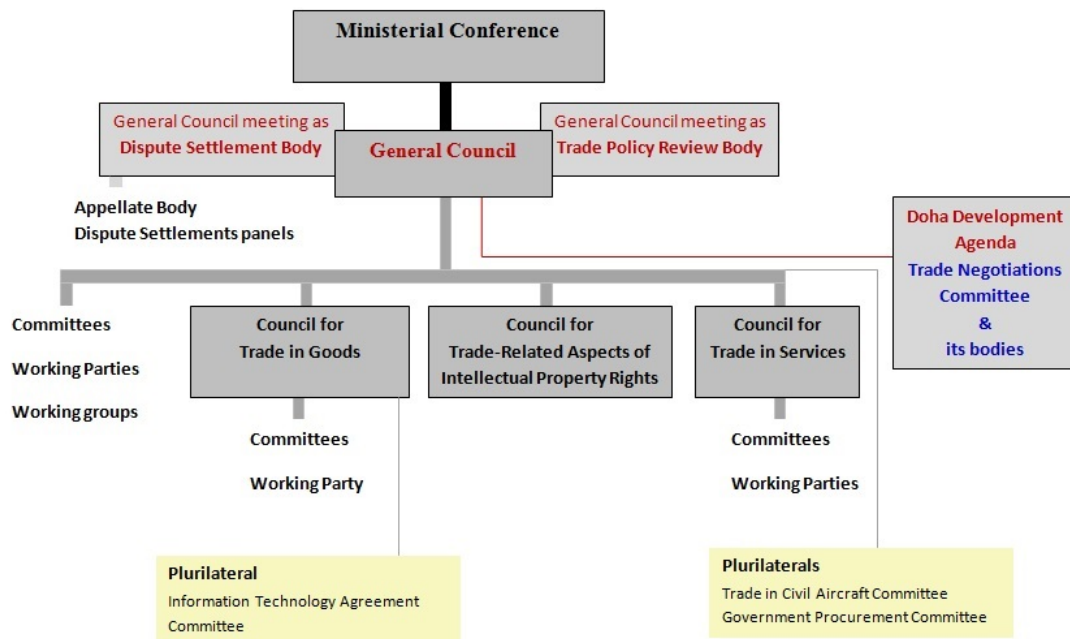 Ministerial Conference
General Council meeting as
Dispute Settlement Body
General Council
General Council meeting as
Trade Policy Review Body
Appellate Body
Dispute Settlements panels
Doha Development
Agenda
Trade Negotiations
Committee
&
its bodies
Committees
Working Parties
Working groups
Council for
Trade in Goods
Council for
Trade-Related Aspects of
Intellectual Property Rights
Council for
Trade in Services
Committees
Working Party
Committees
Working Parties
Plurilateral
Information Technology Agreement
Committee
Plurilaterals
Trade in Civil Aircraft Committee
Government Procurement Committee